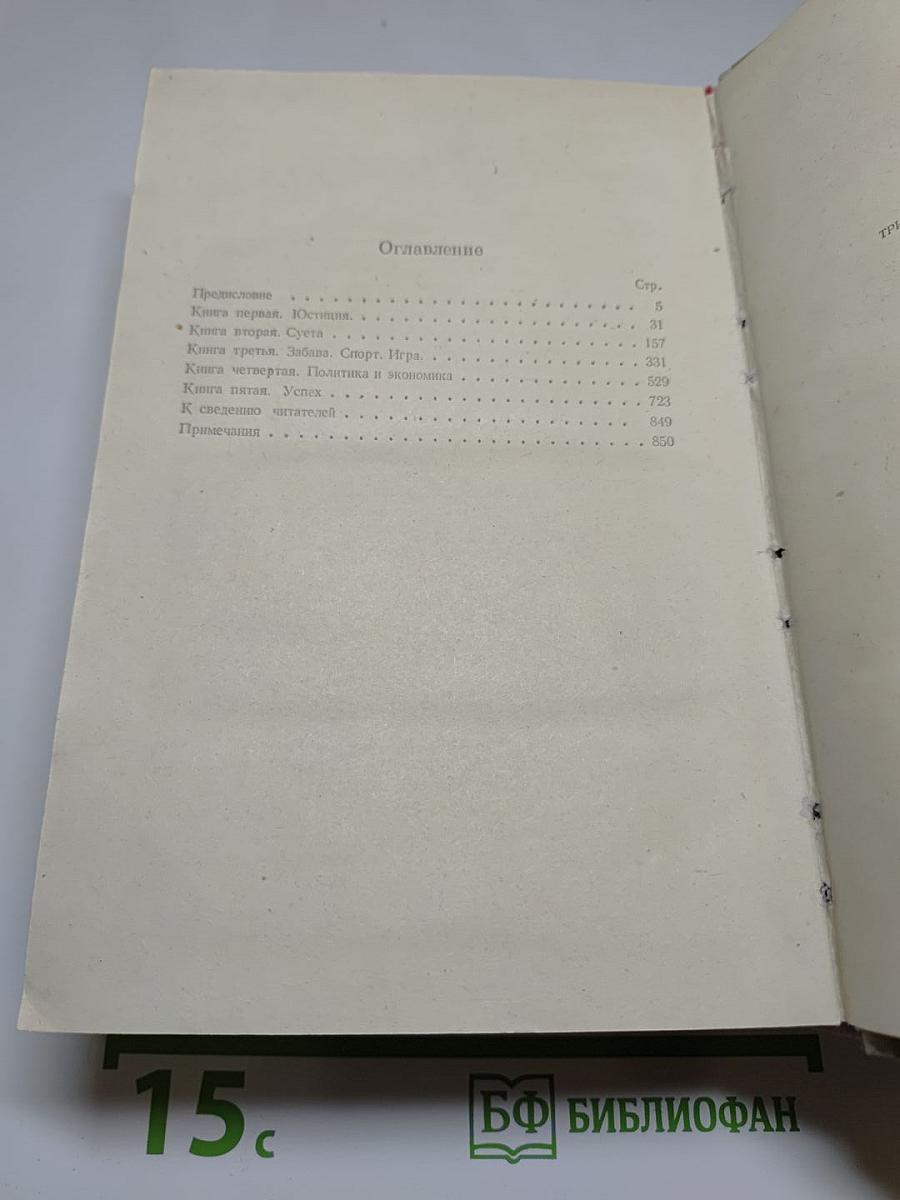 Оглавление
Стр.
Предисловие . . . . . . . . . . . . . . . . . . . . . . . . . . . 5
Книга первая. Юстиция. . . . . . . . . . . . . . . . . . . . . . 31
Книга вторая. Суета . . . . . . . . . . . . . . . . . . . . . . . 157
Книга третья. Забава. Спорт. Игра. . . . . . . . . . . . . . . . 331
Книга четвертая. Политика и экономика . . . . . . . . . . . . . 529
Книга пятая. Успех . . . . . . . . . . . . . . . . . . . . . . . . 723
К сведению читателей . . . . . . . . . . . . . . . . . . . . . . 849
Примечания . . . . . . . . . . . . . . . . . . . . . . . . . . . . 850
15 с
БФ БИБЛИОФАН